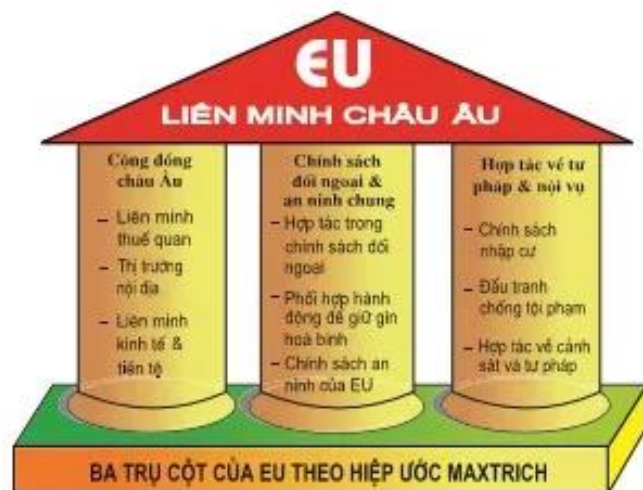 EU
LIÊN MINH CHÂU ÂU
Công đồng
châu Âu
– Liên minh
thuế quan
– Thị trường
nội địa
– Liên minh
kinh tế &
tiền tệ
Chính sách
đối ngoại &
an ninh chung
– Hợp tác trong
chính sách đối
ngoại
– Phối hợp hành
động để giữ gìn
hoà bình
– Chính sách an
ninh của EU
Hợp tác về tư
pháp & nội vụ
– Chính sách
nhập cư
– Đấu tranh
chống tội phạm
– Hợp tác về cảnh
sát và tư pháp
BA TRỤ CỘT CỦA EU THEO HIỆP ƯỚC MAXTRICH